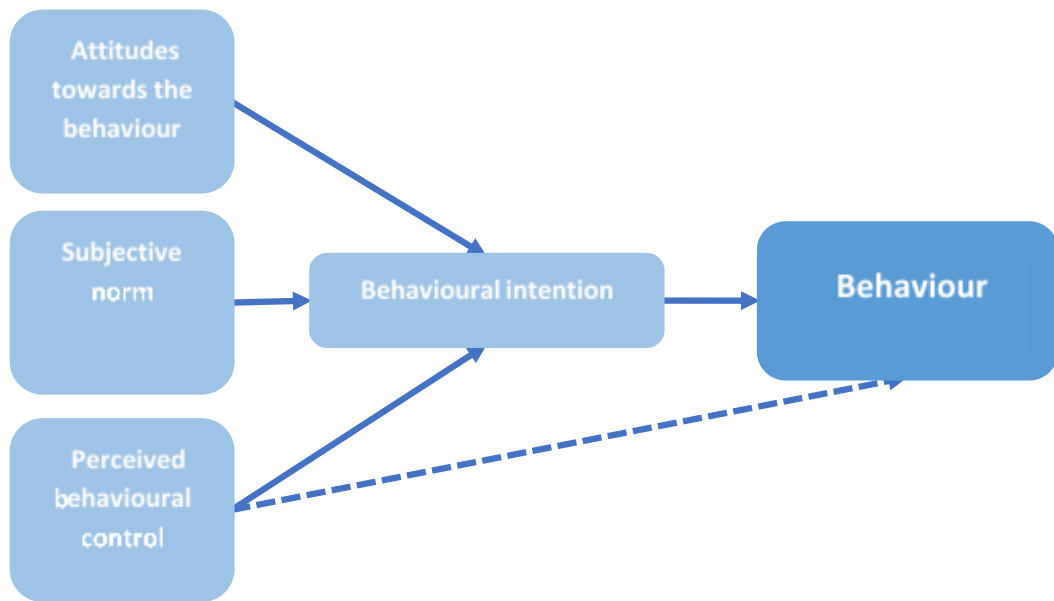 Attitudes
towards the
behaviour
Subjective
norm
Behavioural intention
Behaviour
Perceived
behavioural
control